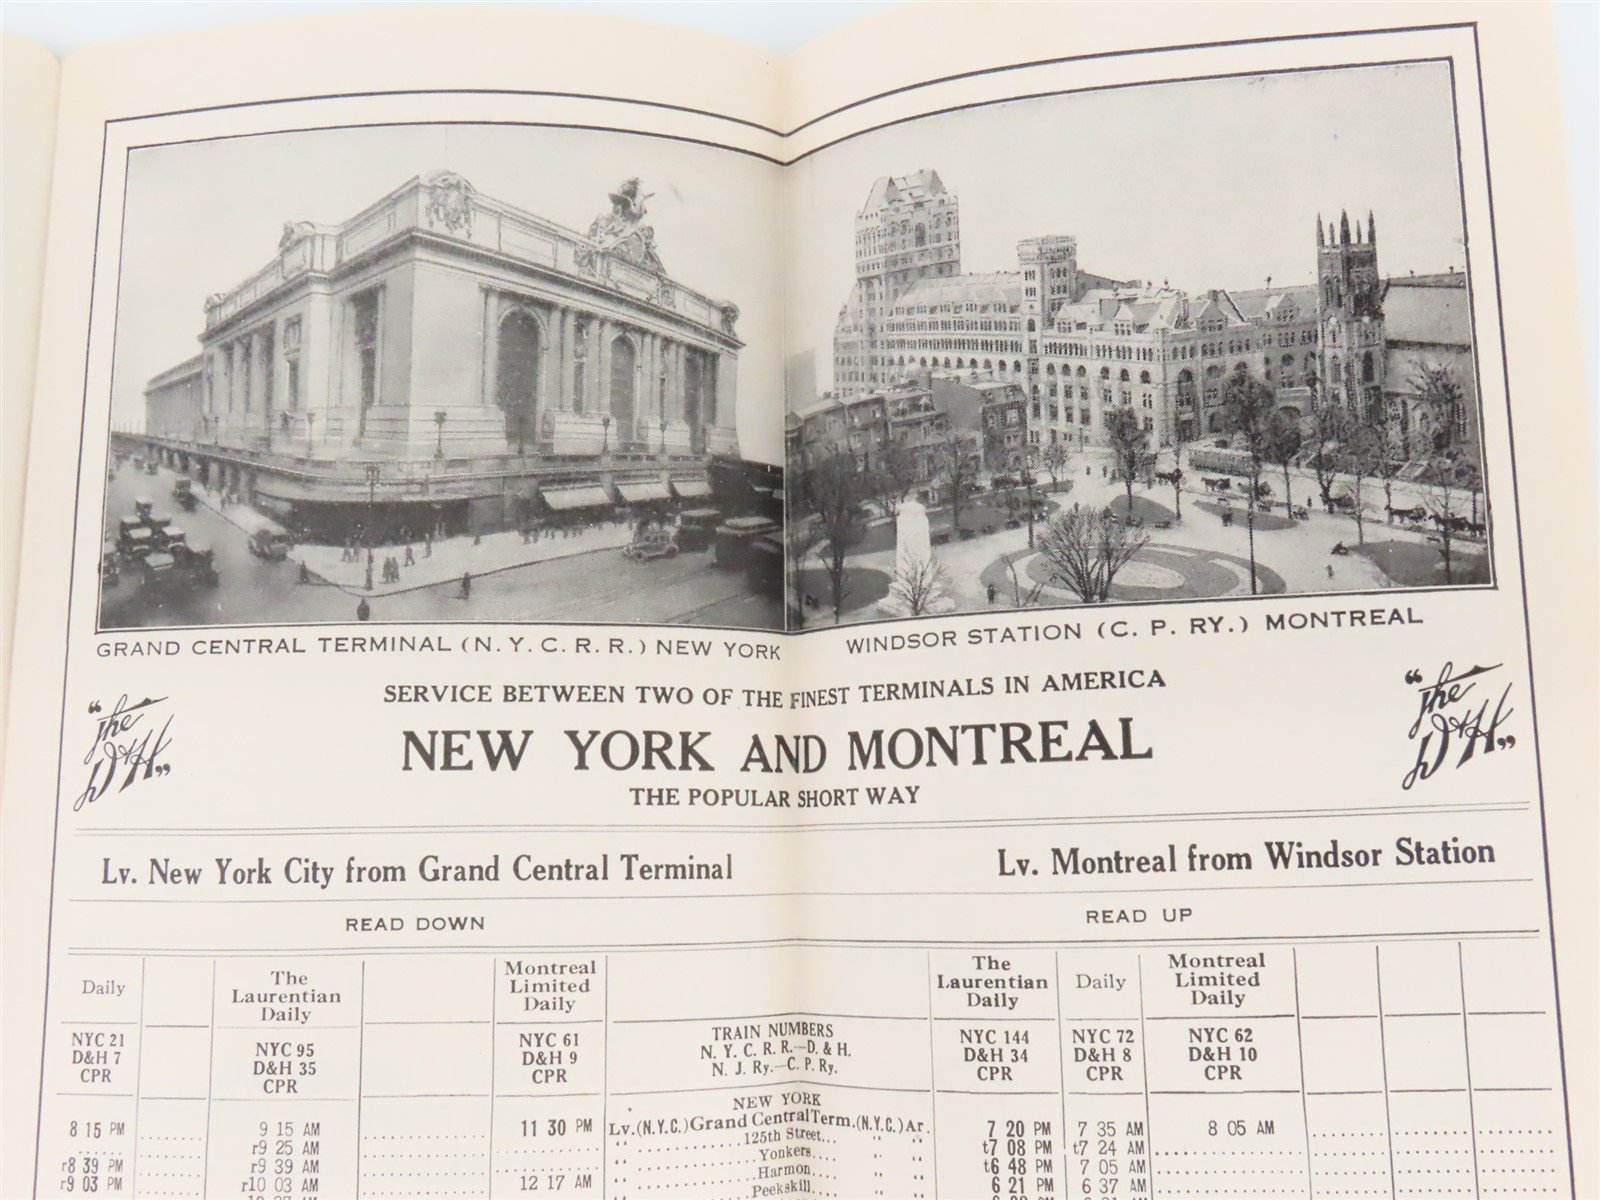 GRAND CENTRAL TERMINAL (N. Y. C. R. R.) NEW YORK
WINDSOR STATION (C. P. RY.) MONTREAL
SERVICE BETWEEN TWO OF THE FINEST TERMINALS IN AMERICA
"The D&H"
NEW YORK AND MONTREAL
"The D&H"
THE POPULAR SHORT WAY
Lv. New York City from Grand Central Terminal
Lv. Montreal from Windsor Station
READ DOWN
READ UP
Daily
The Laurentian Daily
Montreal Limited Daily
The Laurentian Daily
Daily
Montreal Limited Daily
NYC 21 D&H 7 CPR
NYC 95 D&H 35 CPR
NYC 61 D&H 9 CPR
TRAIN NUMBERS
N. Y. C. R. R.—D. & H.
N. J. Ry.—C. P. Ry.
NYC 144 D&H 34 CPR
NYC 72 D&H 8 CPR
NYC 62 D&H 10 CPR
NEW YORK
8 15 PM 9 15 AM 11 30 PM Lv.(N.Y.C.)Grand Central Term.(N.Y.C.)Ar. 7 20 PM 7 35 AM 8 05 AM
r9 25 AM " 125th Street " " t7 08 PM t7 24 AM
r8 39 PM r9 39 AM " Yonkers " " t6 48 PM 7 05 AM
r9 03 PM r10 03 AM 12 17 AM " Harmon " " 6 21 PM 6 37 AM
" Peekskill " "